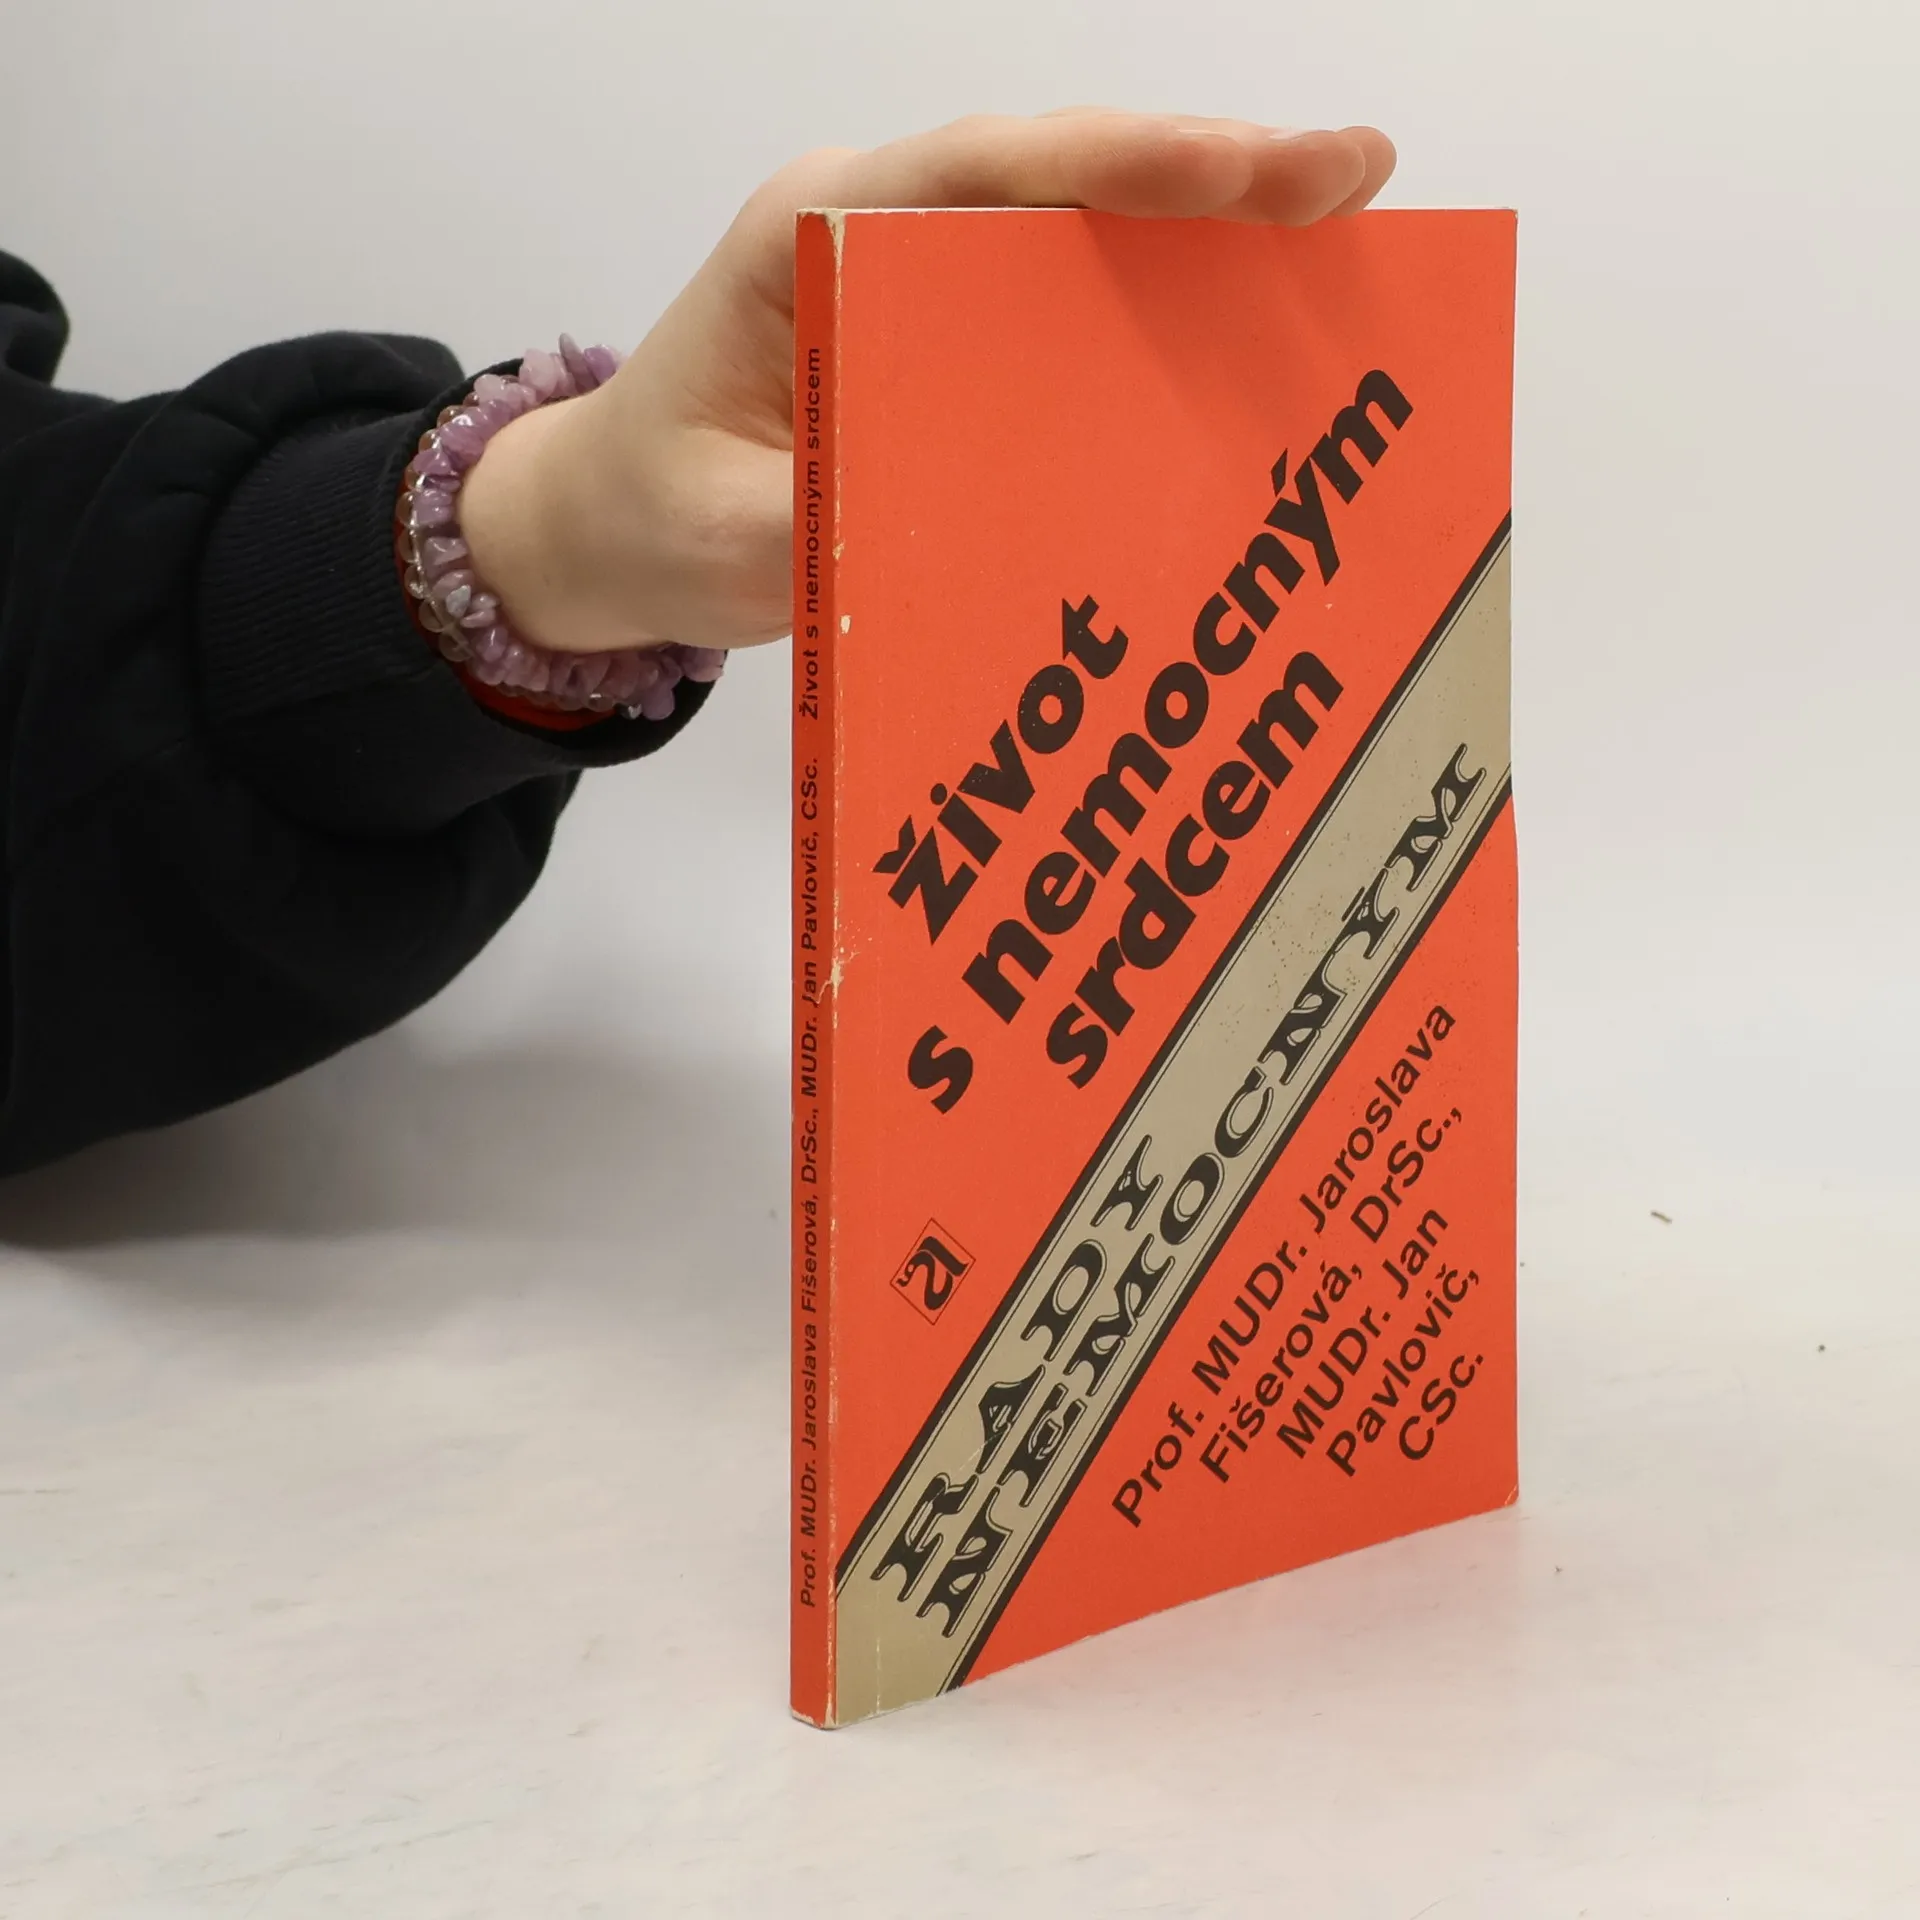 Život
s nemocným
srdcem
RADY
NEMOCNÝM
Prof. MUDr. Jaroslava
Fišerová, DrSc.,
MUDr. Jan
Pavlovič,
CSc.
Prof. MUDr. Jaroslava Fišerová, DrSc., MUDr. Jan Pavlovič, CSc. Život s nemocným srdcem